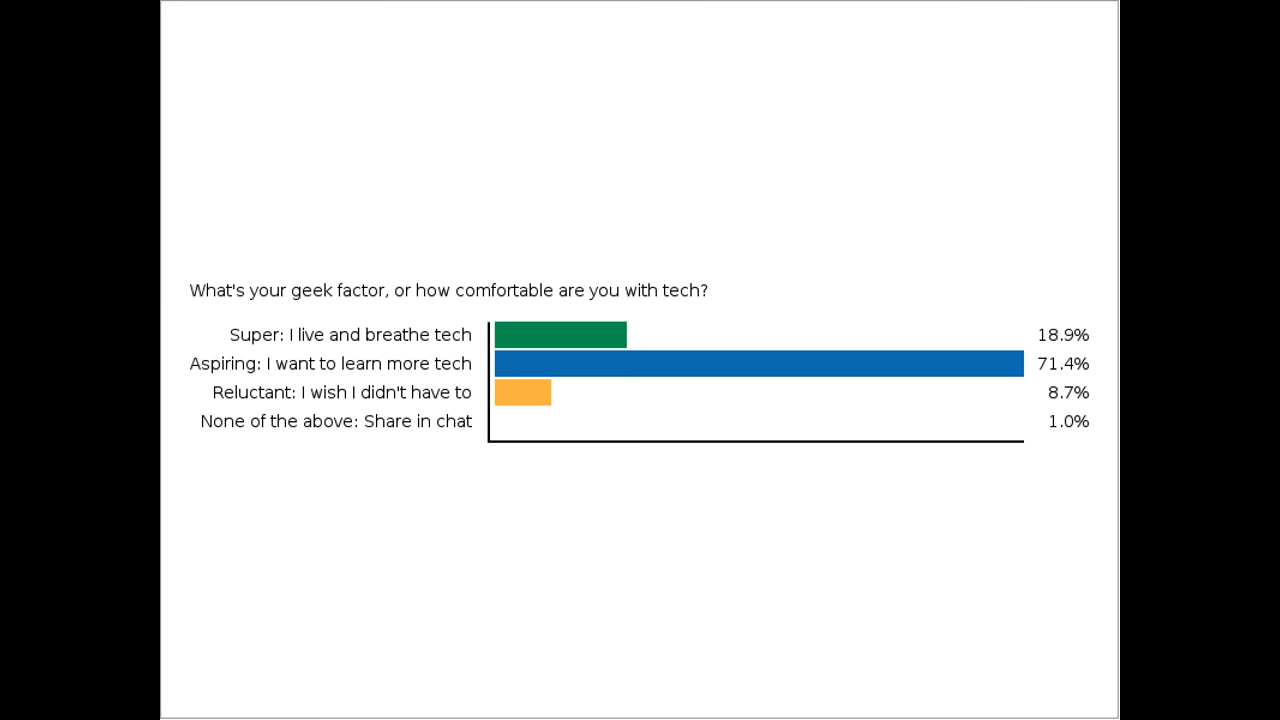 What's your geek factor, or how comfortable are you with tech?
Super: I live and breathe tech 18.9%
Aspiring: I want to learn more tech 71.4%
Reluctant: I wish I didn't have to 8.7%
None of the above: Share in chat 1.0%